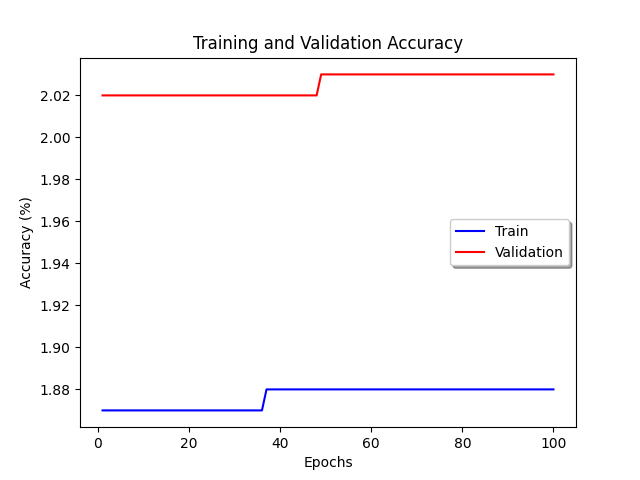 Training and Validation Accuracy
Accuracy (%)
2.02
2.00
1.98
1.96
1.94
1.92
1.90
1.88
Train
Validation
0 20 40 60 80 100
Epochs